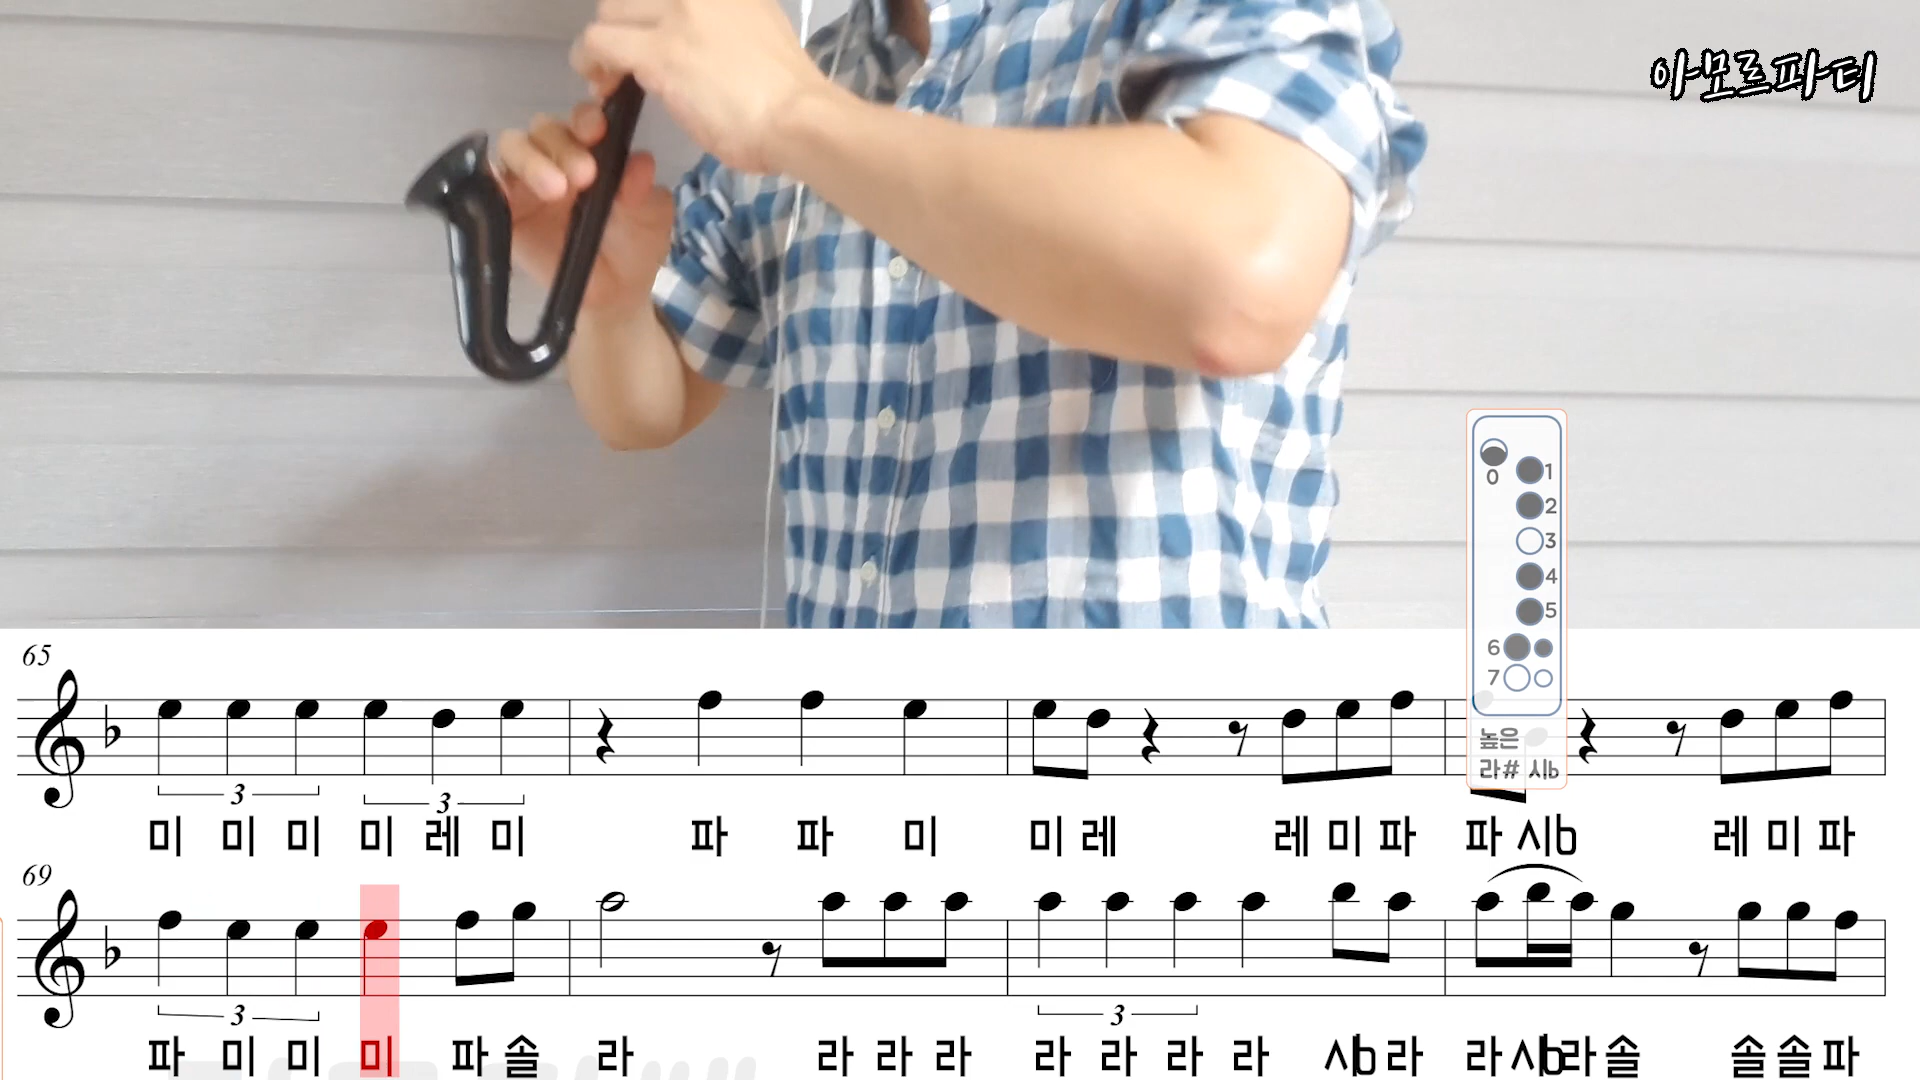 아모르파티
0 1
2
3
4
5
6
7
높은
라# 시b
65
3 3
미 미 미 미 레 미 파 파 미 미 레 레 미 파 파 시b 레 미 파
69
3 3
파 미 미 미 파 솔 라 라 라 라 라 라 라 라 시b 라 라 시b 라 솔 솔 솔 파